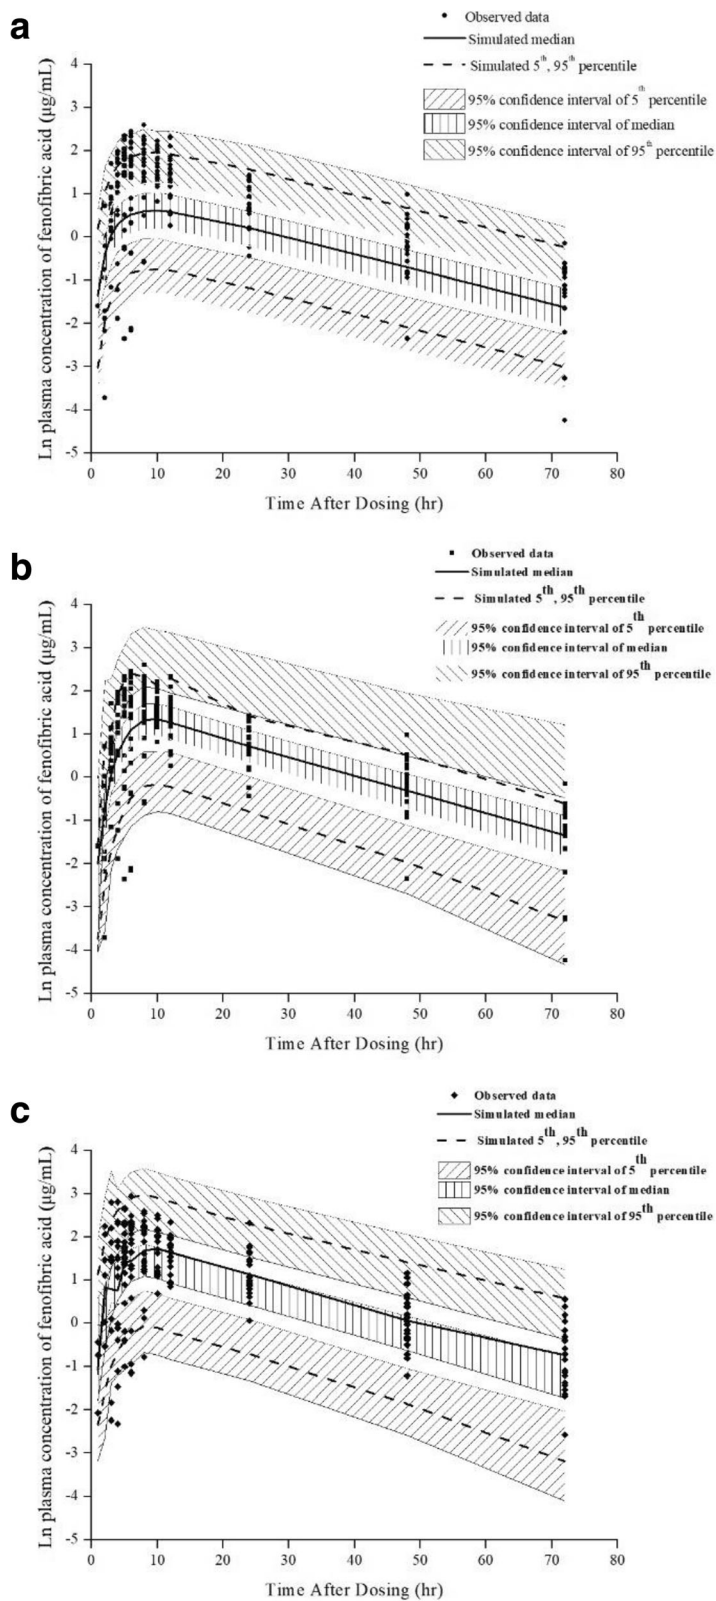 a
Observed data
Simulated median
Simulated 5th, 95th percentile
95% confidence interval of 5th percentile
95% confidence interval of median
95% confidence interval of 95th percentile
Ln plasma concentration of fenofibric acid (µg/mL)
4
3
2
1
0
-1
-2
-3
-4
-5
0 10 20 30 40 50 60 70 80
Time After Dosing (hr)
b
Observed data
Simulated median
Simulated 5th, 95th percentile
95% confidence interval of 5th percentile
95% confidence interval of median
95% confidence interval of 95th percentile
Ln plasma concentration of fenofibric acid (µg/mL)
4
3
2
1
0
-1
-2
-3
-4
-5
0 10 20 30 40 50 60 70 80
Time After Dosing (hr)
c
Observed data
Simulated median
Simulated 5th, 95th percentile
95% confidence interval of 5th percentile
95% confidence interval of median
95% confidence interval of 95th percentile
Ln plasma concentration of fenofibric acid (µg/mL)
4
3
2
1
0
-1
-2
-3
-4
-5
0 10 20 30 40 50 60 70 80
Time After Dosing (hr)